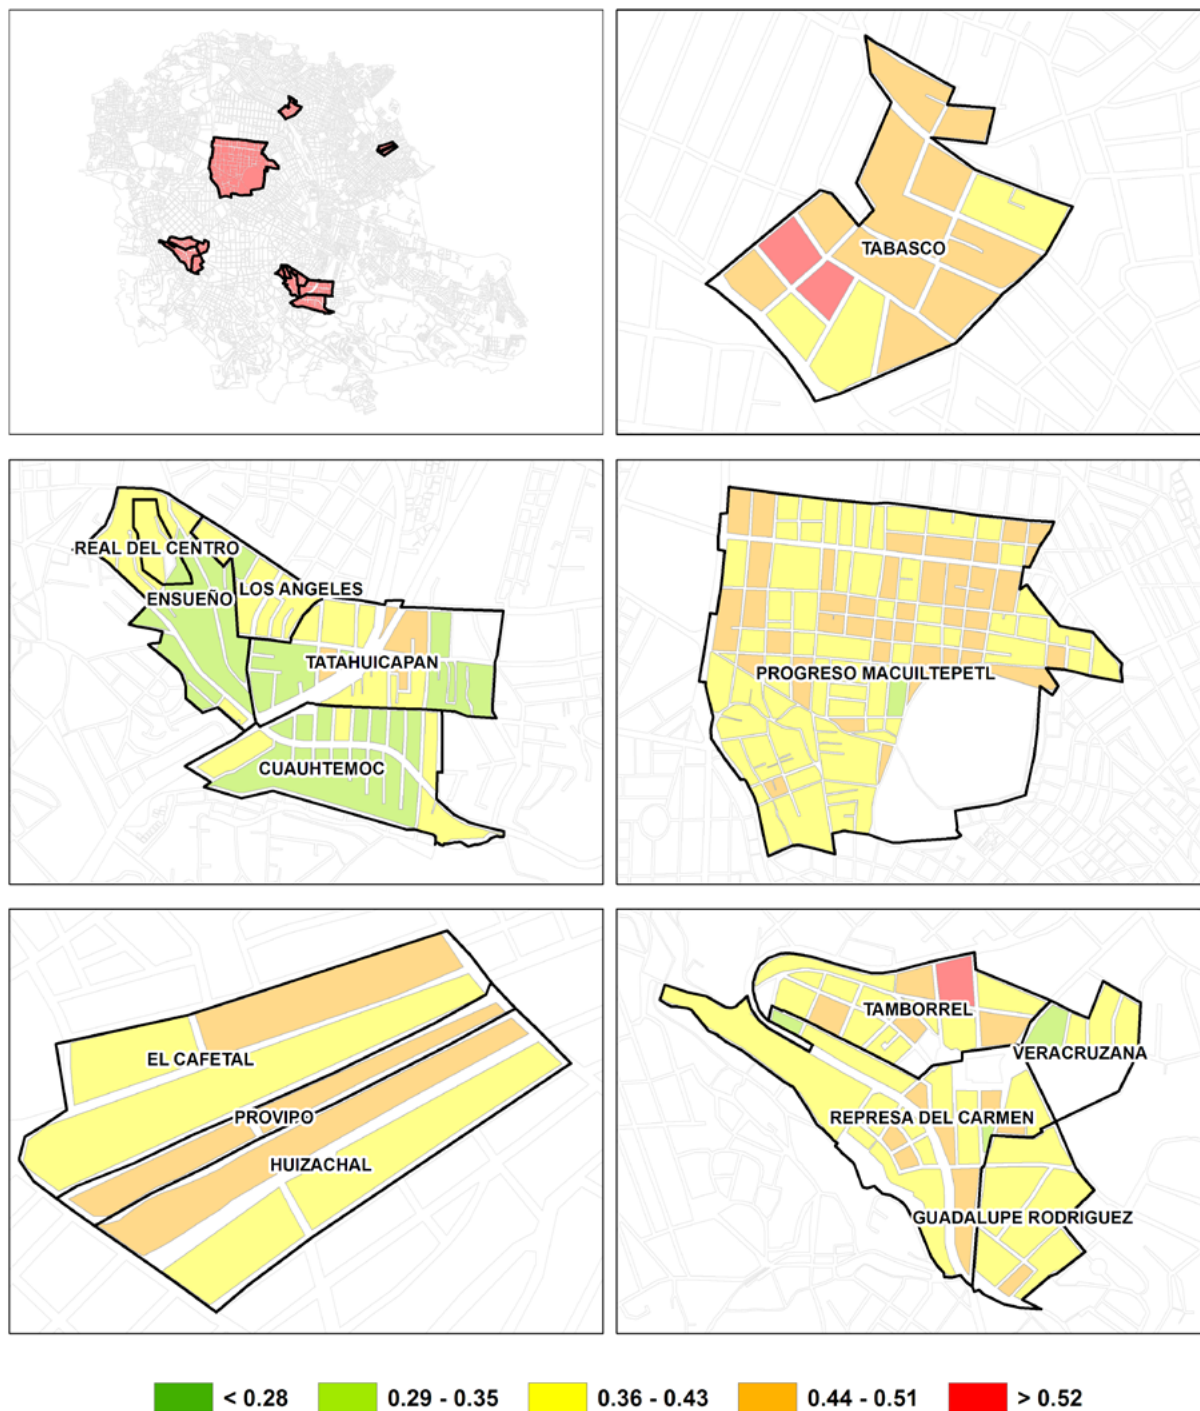 TABASCO
REAL DEL CENTRO
ENSUEÑO
LOS ANGELES
TATAHUICAPAN
CUAUHTEMOC
PROGRESO MACUILTEPETL
EL CAFETAL
PROVIPO
HUIZACHAL
TAMBORREL
VERACRUZANA
REPRESA DEL CARMEN
GUADALUPE RODRIGUEZ
< 0.28 0.29 - 0.35 0.36 - 0.43 0.44 - 0.51 > 0.52